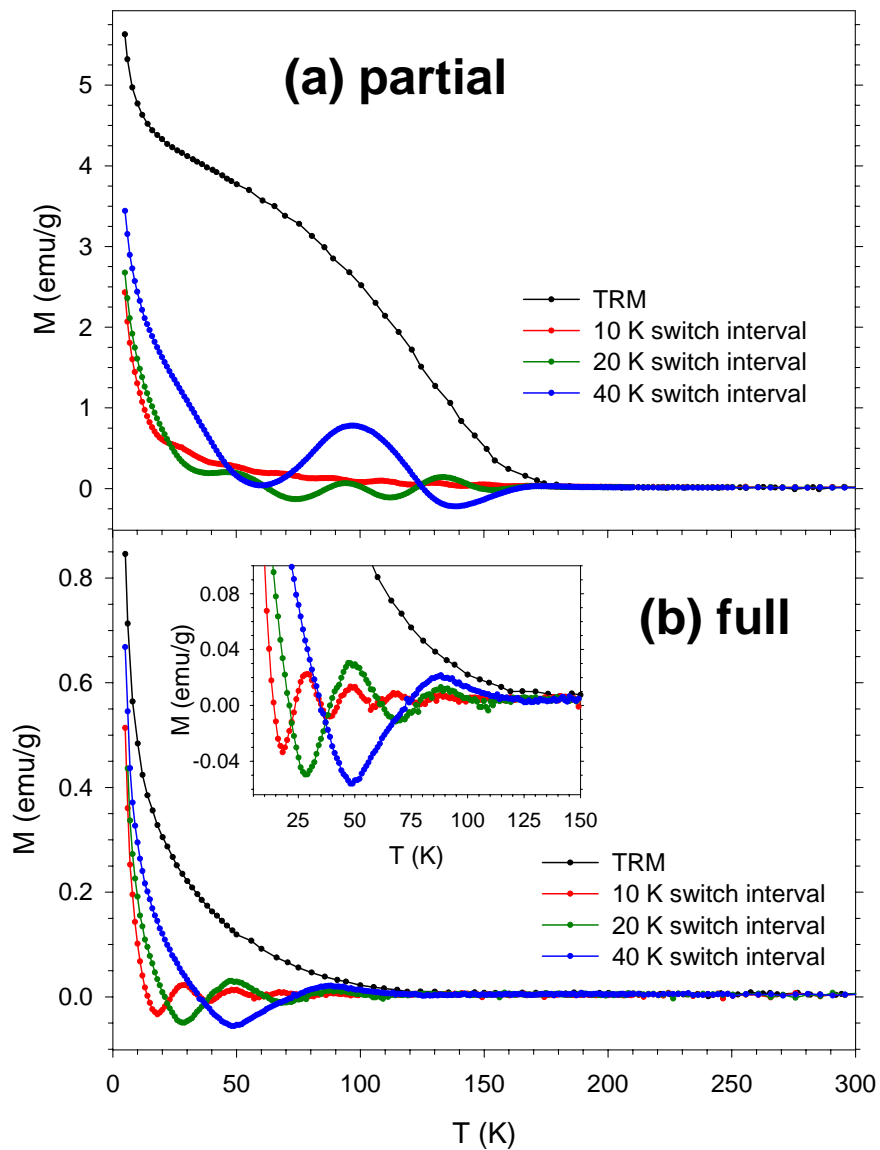 (a) partial
5
4
3
2
1
0
M (emu/g)
TRM
10 K switch interval
20 K switch interval
40 K switch interval
(b) full
0.8
0.6
0.4
0.2
0.0
M (emu/g)
0.08
0.04
0.00
-0.04
M (emu/g)
25 50 75 100 125 150
T (K)
TRM
10 K switch interval
20 K switch interval
40 K switch interval
0 50 100 150 200 250 300
T (K)